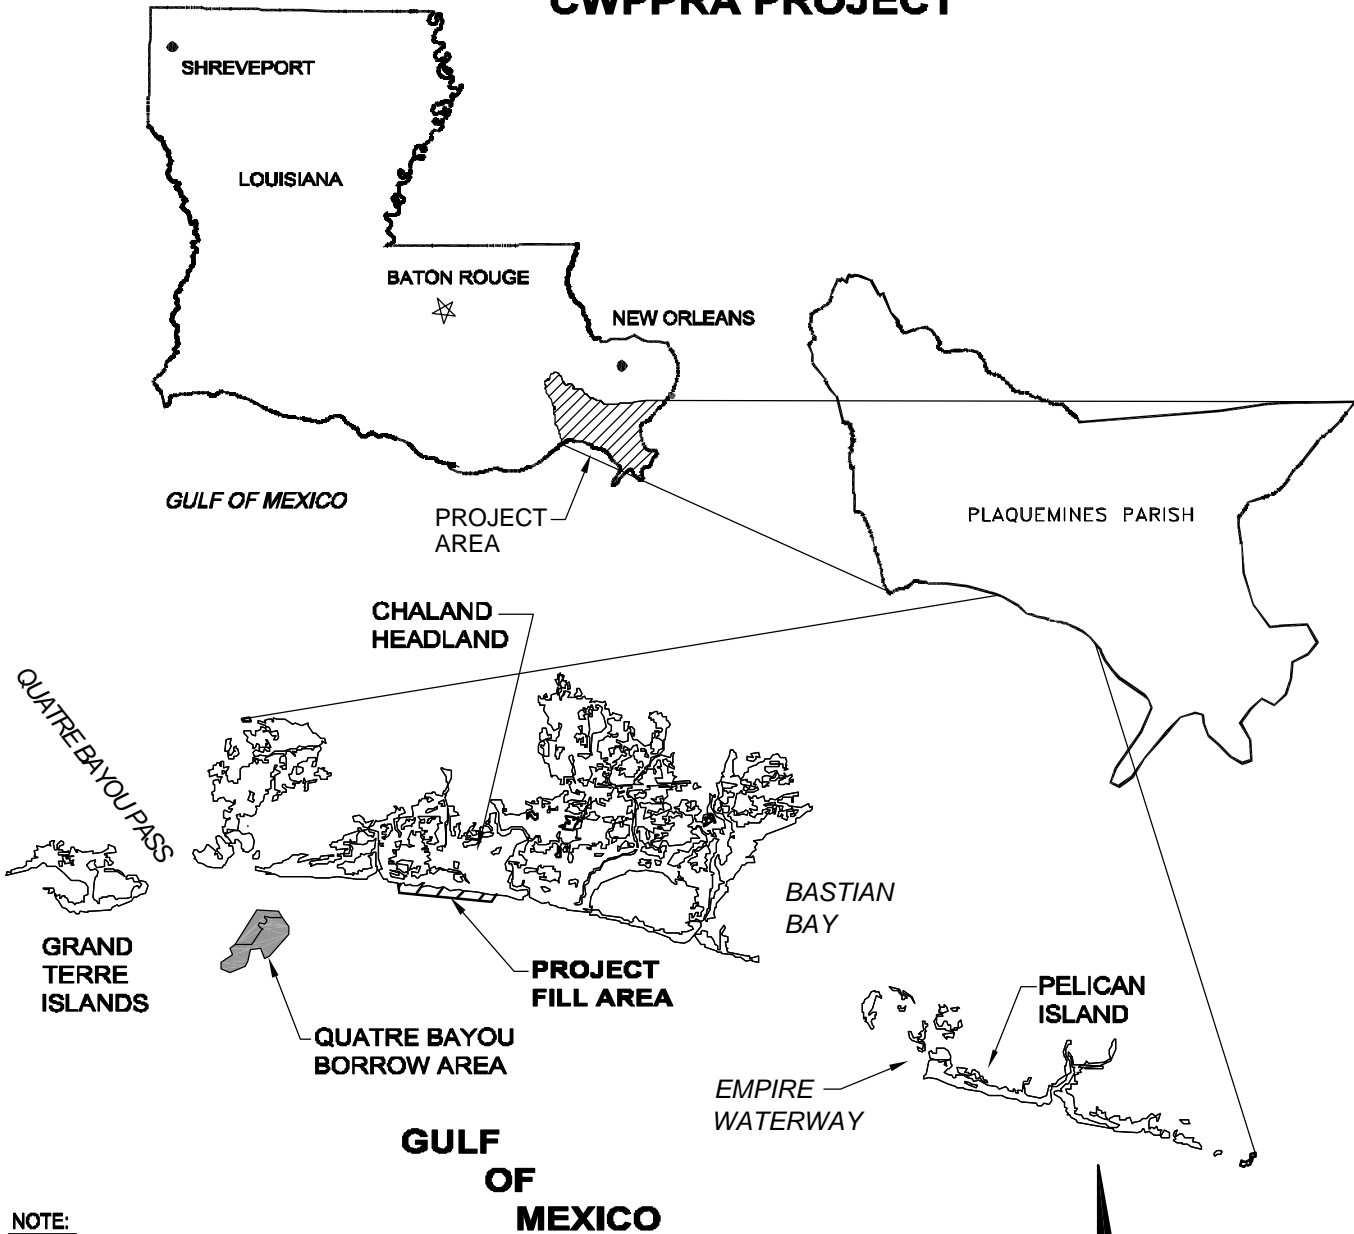 CWPPRA PROJECT
SHREVEPORT
LOUISIANA
BATON ROUGE
NEW ORLEANS
GULF OF MEXICO
PROJECT
AREA
PLAQUEMINES PARISH
CHALAND
HEADLAND
QUATRE BAYOU PASS
BASTIAN
BAY
GRAND
TERRE
ISLANDS
PROJECT
FILL AREA
QUATRE BAYOU
BORROW AREA
PELICAN
ISLAND
EMPIRE
WATERWAY
GULF
OF
MEXICO
NOTE: